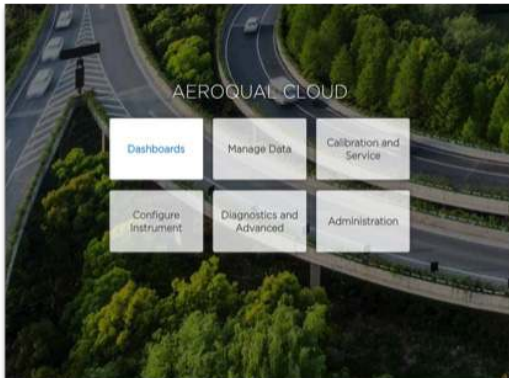 AEROQUAL CLOUD
Dashboards
Manage Data
Calibration and
Service
Configure
Instrument
Diagnostics and
Advanced
Administration